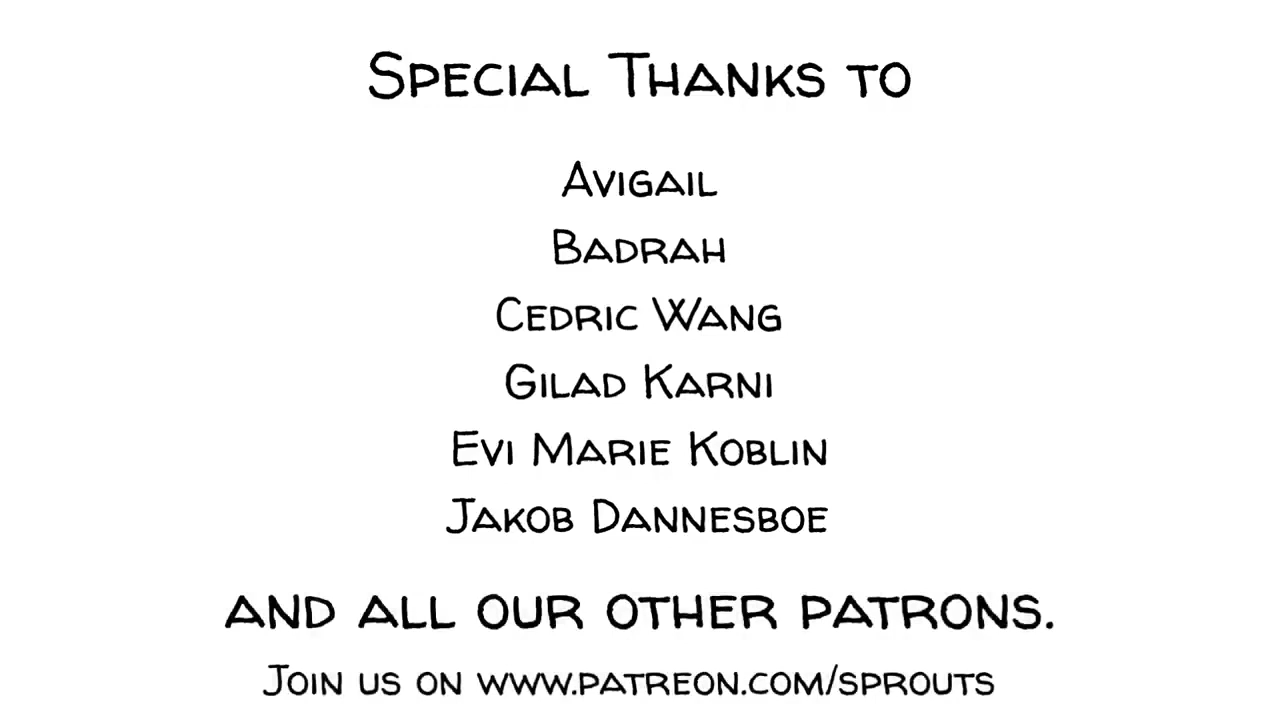 Special Thanks to
Avigail
Badrah
Cedric Wang
Gilad Karni
Evi Marie Koblin
Jakob Dannesboe
and all our other patrons.
Join us on www.patreon.com/sprouts